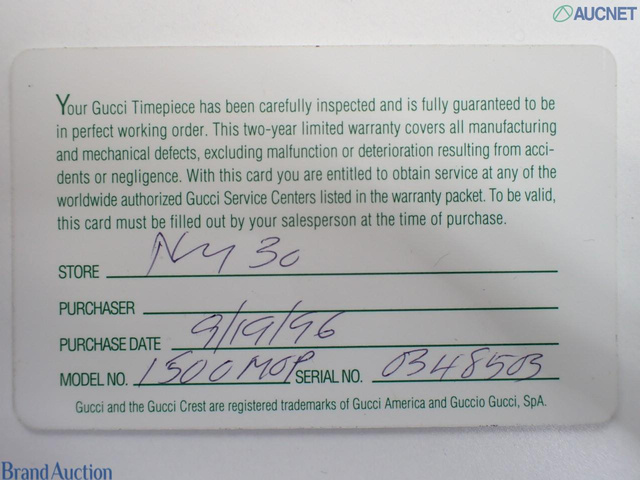 AUCNET
Your Gucci Timepiece has been carefully inspected and is fully guaranteed to be
in perfect working order. This two-year limited warranty covers all manufacturing
and mechanical defects, excluding malfunction or deterioration resulting from acci-
dents or negligence. With this card you are entitled to obtain service at any of the
worldwide authorized Gucci Service Centers listed in the warranty packet. To be valid,
this card must be filled out by your salesperson at the time of purchase.
STORE NY 30
PURCHASER
PURCHASE DATE 9/19/96
MODEL NO. 1500MOP SERIAL NO. 0348503
Gucci and the Gucci Crest are registered trademarks of Gucci America and Guccio Gucci, SpA.
Brand Auction